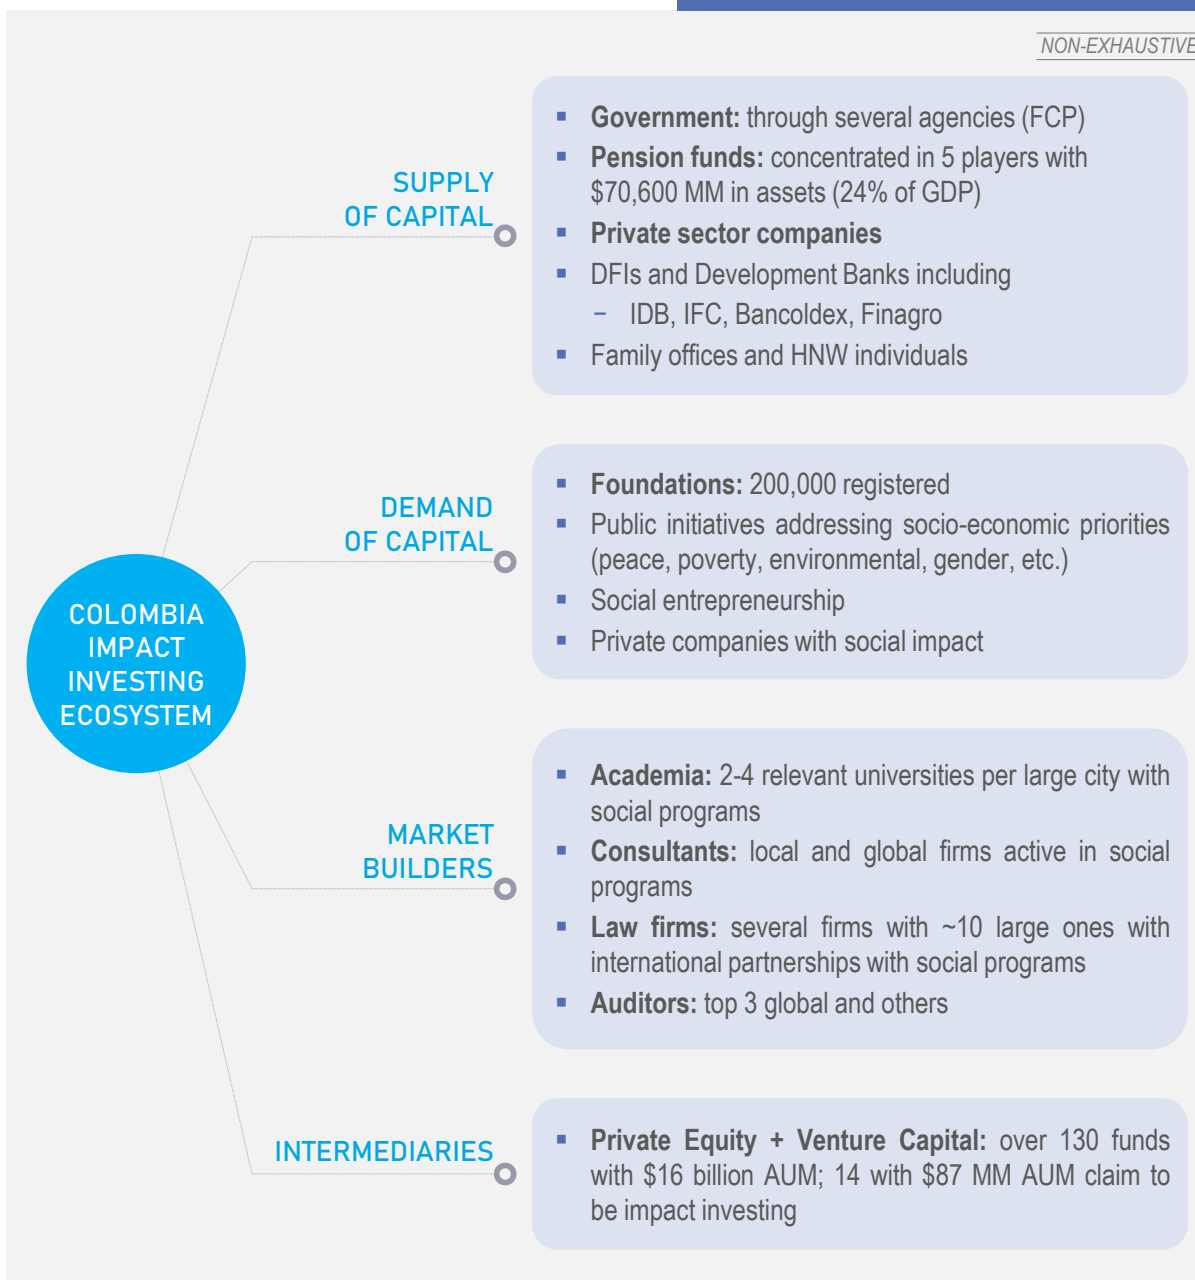 NON-EXHAUSTIVE
SUPPLY
OF CAPITAL
▪ Government: through several agencies (FCP)
▪ Pension funds: concentrated in 5 players with
$70,600 MM in assets (24% of GDP)
▪ Private sector companies
▪ DFIs and Development Banks including
− IDB, IFC, Bancoldex, Finagro
▪ Family offices and HNW individuals
DEMAND
OF CAPITAL
▪ Foundations: 200,000 registered
▪ Public initiatives addressing socio-economic priorities
(peace, poverty, environmental, gender, etc.)
▪ Social entrepreneurship
▪ Private companies with social impact
COLOMBIA
IMPACT
INVESTING
ECOSYSTEM
MARKET
BUILDERS
▪ Academia: 2-4 relevant universities per large city with
social programs
▪ Consultants: local and global firms active in social
programs
▪ Law firms: several firms with ~10 large ones with
international partnerships with social programs
▪ Auditors: top 3 global and others
INTERMEDIARIES
▪ Private Equity + Venture Capital: over 130 funds
with $16 billion AUM; 14 with $87 MM AUM claim to
be impact investing